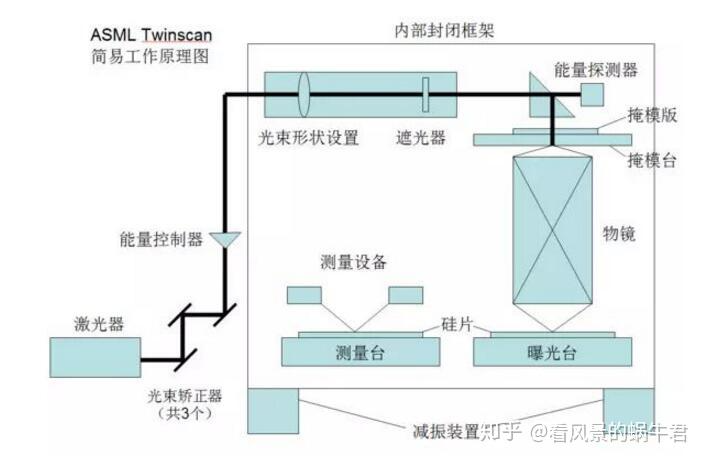 ASML Twinscan
简易工作原理图
内部封闭框架
能量探测器
光束形状设置
遮光器
掩模版
掩模台
能量控制器
物镜
测量设备
激光器
硅片
测量台
曝光台
光束矫正器
（共3个）
减振装置
知乎 @看风景的蜗牛君